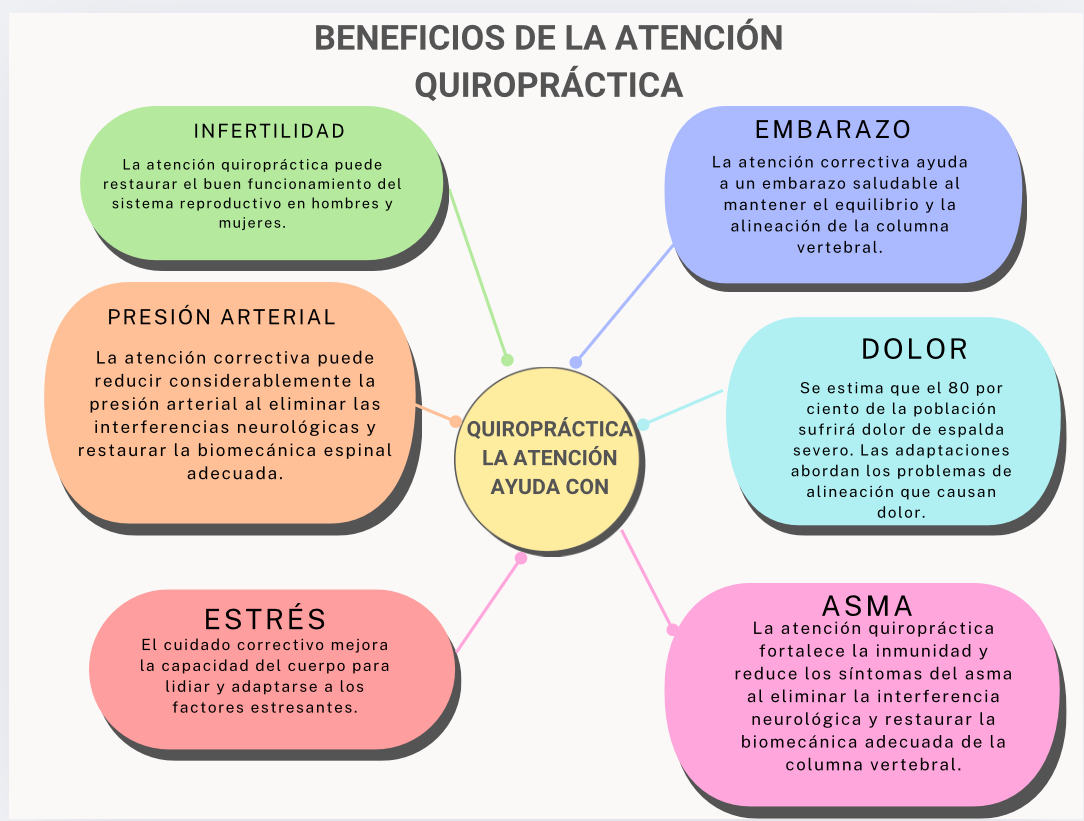 BENEFICIOS DE LA ATENCIÓN
QUIROPRÁCTICA
INFERTILIDAD
La atención quiropráctica puede
restaurar el buen funcionamiento del
sistema reproductivo en hombres y
mujeres.
EMBARAZO
La atención correctiva ayuda
a un embarazo saludable al
mantener el equilibrio y la
alineación de la columna
vertebral.
PRESIÓN ARTERIAL
La atención correctiva puede
reducir considerablemente la
presión arterial al eliminar las
interferencias neurológicas y
restaurar la biomecánica espinal
adecuada.
DOLOR
Se estima que el 80 por
ciento de la población
sufrirá dolor de espalda
severo. Las adaptaciones
abordan los problemas de
alineación que causan
dolor.
QUIROPRÁCTICA
LA ATENCIÓN
AYUDA CON
ESTRÉS
El cuidado correctivo mejora
la capacidad del cuerpo para
lidiar y adaptarse a los
factores estresantes.
ASMA
La atención quiropráctica
fortalece la inmunidad y
reduce los síntomas del asma
al eliminar la interferencia
neurológica y restaurar la
biomecánica adecuada de la
columna vertebral.